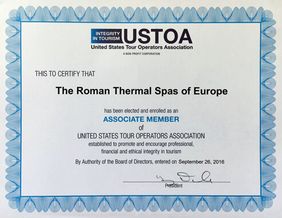 INTEGRITY
IN TOURISM
USTOA
United States Tour Operators Association
A NON PROFIT CORPORATION
THIS TO CERTIFY THAT
The Roman Thermal Spas of Europe
has been elected and enrolled as an
ASSOCIATE MEMBER
of
UNITED STATES TOUR OPERATORS ASSOCIATION
established to promote and encourage professional,
financial and ethical integrity in tourism
By Authority of the Board of Directors, entered on September 26, 2016
President